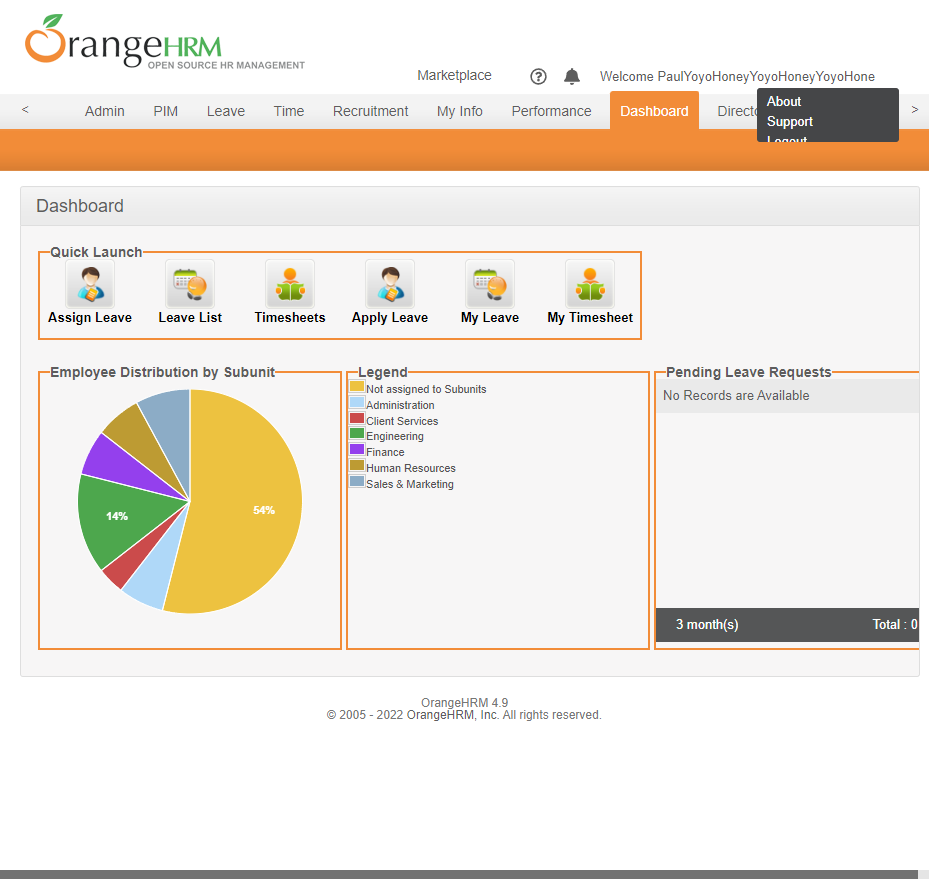 OrangeHRM
OPEN SOURCE HR MANAGEMENT
Marketplace
? Welcome PaulYoyoHoneyYoyoHoneyYoyoHone
< Admin PIM Leave Time Recruitment My Info Performance Dashboard Directo >
About
Support
Logout
Dashboard
Quick Launch
Assign Leave Leave List Timesheets Apply Leave My Leave My Timesheet
Employee Distribution by Subunit
54%
14%
Legend
Not assigned to Subunits
Administration
Client Services
Engineering
Finance
Human Resources
Sales & Marketing
Pending Leave Requests
No Records are Available
3 month(s) Total : 0
OrangeHRM 4.9
© 2005 - 2022 OrangeHRM, Inc. All rights reserved.